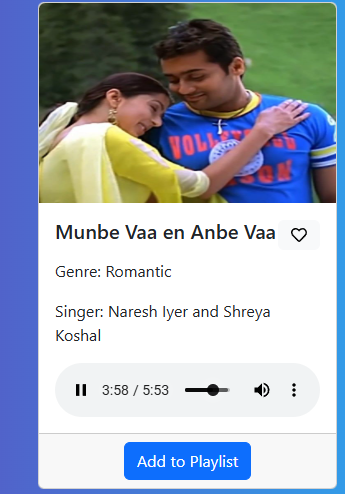 Munbe Vaa en Anbe Vaa
Genre: Romantic
Singer: Naresh Iyer and Shreya
Koshal
3:58 / 5:53
Add to Playlist